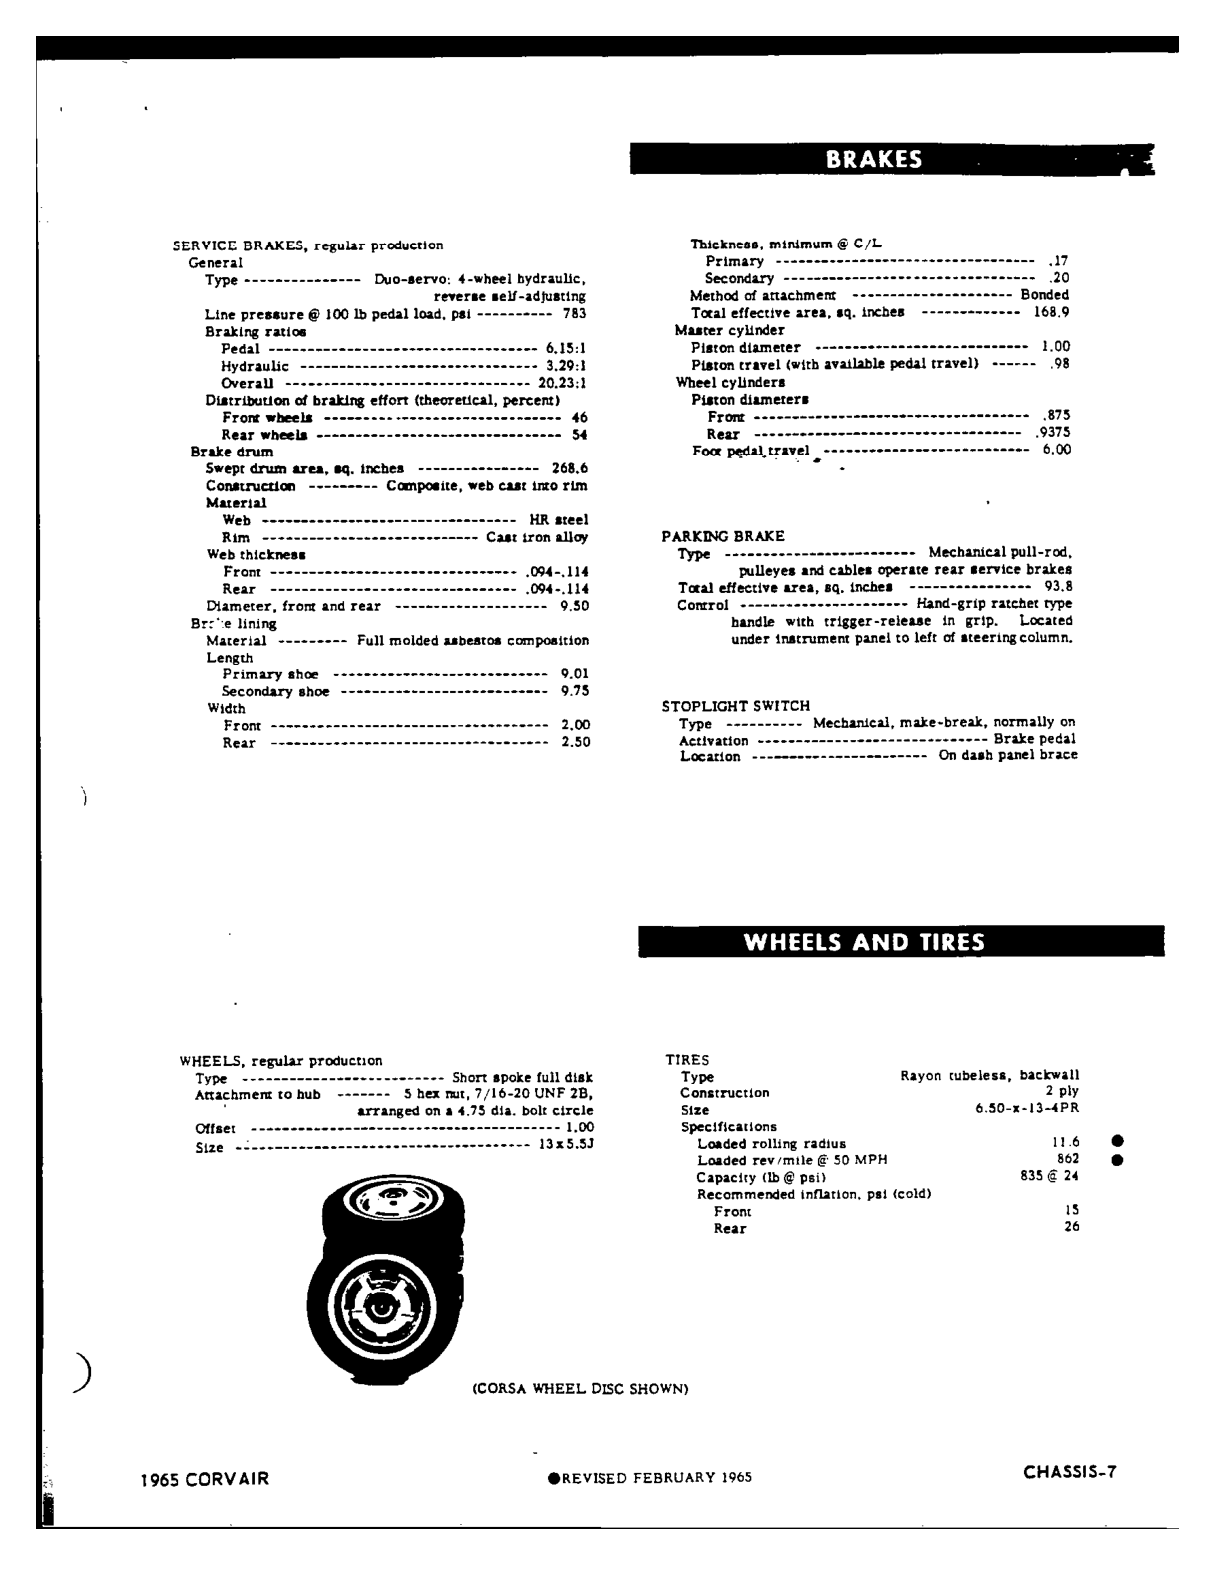 BRAKES
SERVICE BRAKES, regular production
General
Type --------------- Duo-servo: 4-wheel hydraulic,
reverse self-adjusting
Line pressure @ 100 lb pedal load, psi ---------- 783
Braking ratios
Pedal ----------------------------------- 6.15:1
Hydraulic ------------------------------- 3.29:1
Overall -------------------------------- 20.23:1
Distribution of braking effort (theoretical, percent)
Front wheels ------------------------------- 46
Rear wheels -------------------------------- 54
Brake drum
Swept drum area, sq. inches ---------------- 268.6
Construction --------- Composite, web cast into rim
Material
Web --------------------------------- HR steel
Rim ---------------------------- Cast iron alloy
Web thickness
Front -------------------------------- .094-.114
Rear -------------------------------- .094-.114
Diameter, front and rear -------------------- 9.50
lining
Material --------- Full molded asbestos composition
Length
Primary shoe ---------------------------- 9.01
Secondary shoe --------------------------- 9.75
Width
Front ------------------------------------ 2.00
Rear ------------------------------------ 2.50
Thickness, minimum @ C/L
Primary ---------------------------------- .17
Secondary --------------------------------- .20
Method of attachment --------------------- Bonded
Total effective area, sq. inches ------------- 168.9
Master cylinder
Piston diameter ---------------------------- 1.00
Piston travel (with available pedal travel) ------ .98
Wheel cylinders
Piston diameters
Front ------------------------------------ .875
Rear ----------------------------------- .9375
Foot pedal travel --------------------------- 6.00
PARKING BRAKE
Type ------------------------- Mechanical pull-rod,
pulleyes and cables operate rear service brakes
Total effective area, sq. inches ---------------- 93.8
Control ---------------------- Hand-grip ratchet type
handle with trigger-release in grip. Located
under instrument panel to left of steering column.
STOPLIGHT SWITCH
Type ---------- Mechanical, make-break, normally on
Activation ------------------------------ Brake pedal
Location ----------------------- On dash panel brace
WHEELS AND TIRES
WHEELS, regular production
Type -------------------------- Short spoke full disk
Attachment to hub ------- 5 hex nut, 7/16-20 UNF 2B,
arranged on a 4.75 dia. bolt circle
Offset ---------------------------------------- 1.00
Size -------------------------------------- 13x5.5J
TIRES
Type Rayon tubeless, backwall
Construction 2 ply
Size 6.50-x-13-4PR
Specifications
Loaded rolling radius 11.6 ●
Loaded rev/mile @ 50 MPH 862 ●
Capacity (lb @ psi) 835 @ 24
Recommended inflation, psi (cold)
Front 15
Rear 26
(CORSA WHEEL DISC SHOWN)
1965 CORVAIR ●REVISED FEBRUARY 1965 CHASSIS-7